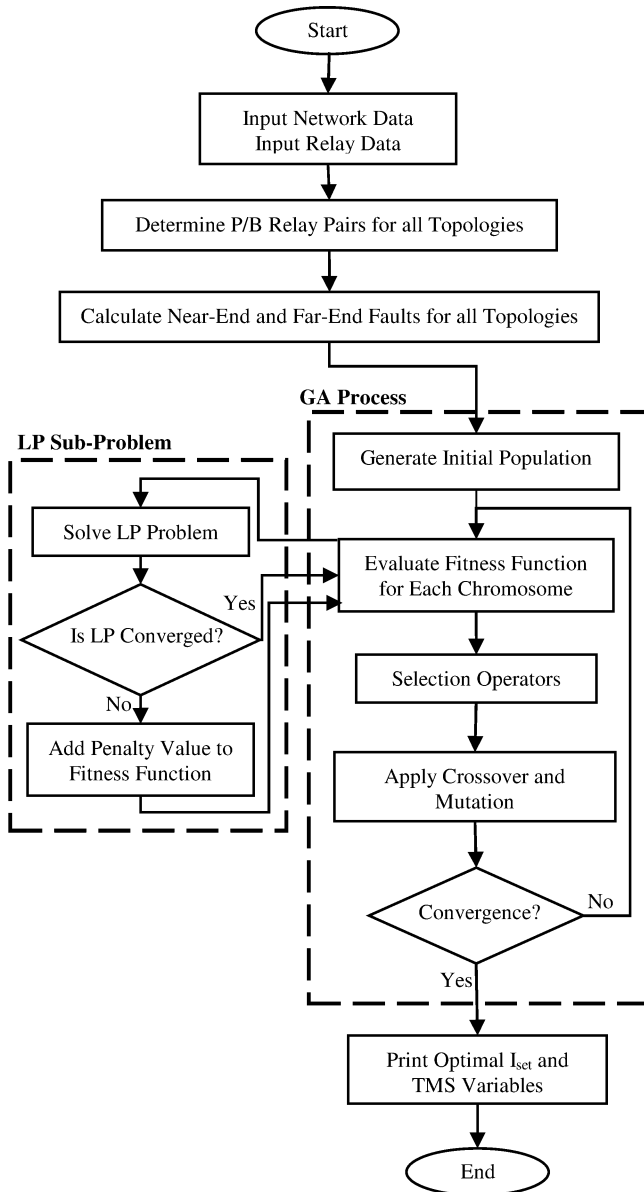 Start
Input Network Data
Input Relay Data
Determine P/B Relay Pairs for all Topologies
Calculate Near-End and Far-End Faults for all Topologies
GA Process
LP Sub-Problem
Generate Initial Population
Solve LP Problem
Evaluate Fitness Function
for Each Chromosome
Yes
Is LP Converged?
Selection Operators
No
Add Penalty Value to
Fitness Function
Apply Crossover and
Mutation
Convergence?
No
Yes
Print Optimal Iset and
TMS Variables
End